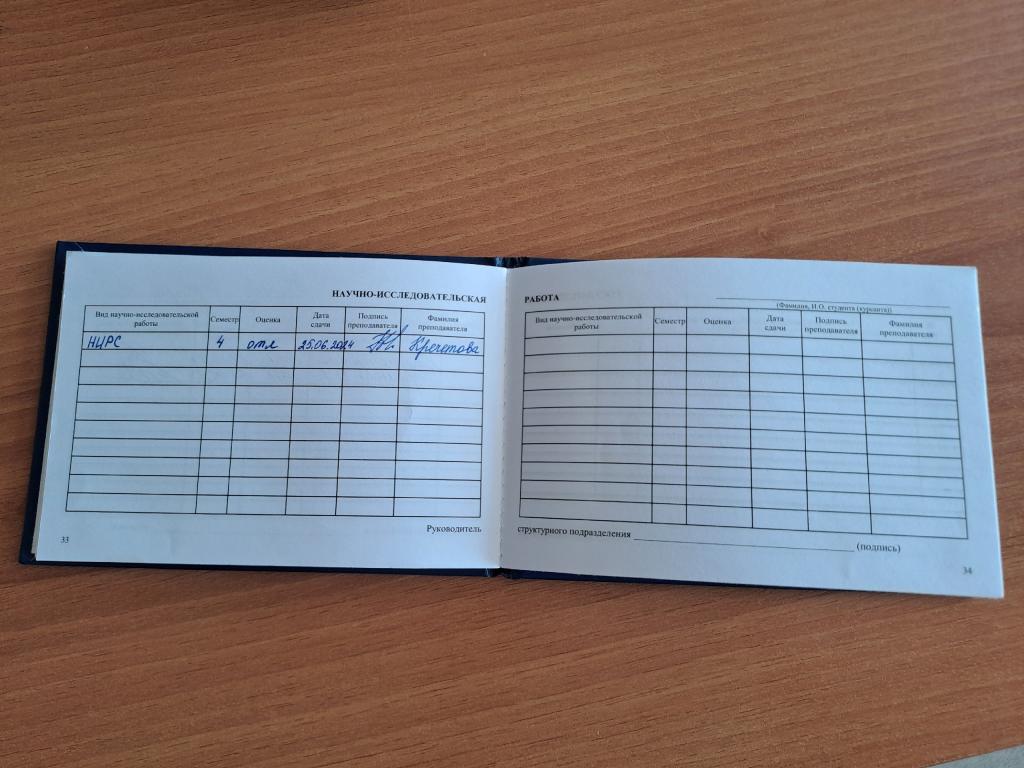 НАУЧНО-ИССЛЕДОВАТЕЛЬСКАЯ
Вид научно-исследовательской работы Семестр Оценка Дата сдачи Подпись преподавателя Фамилия преподавателя
НИРС 4 отл 25.06.2024 Кречетова
Руководитель
33
РАБОТА
(Фамилия, И.О. студента (курсанта))
Вид научно-исследовательской работы Семестр Оценка Дата сдачи Подпись преподавателя Фамилия преподавателя
структурного подразделения (подпись)
34